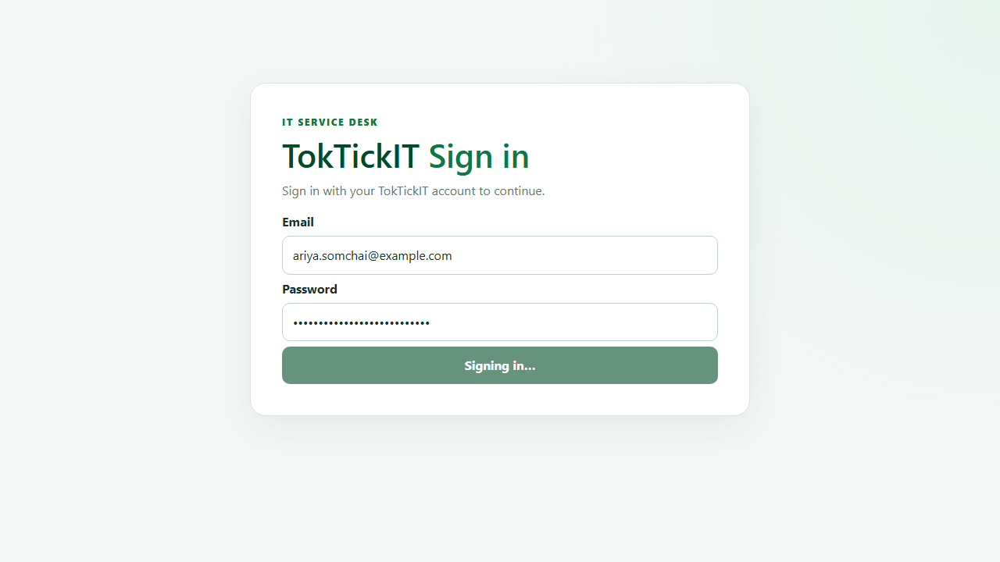 IT SERVICE DESK
TokTickIT Sign in
Sign in with your TokTickIT account to continue.
Email
ariya.somchai@example.com
Password
•••••••••••••••••••••••••••
Signing in...